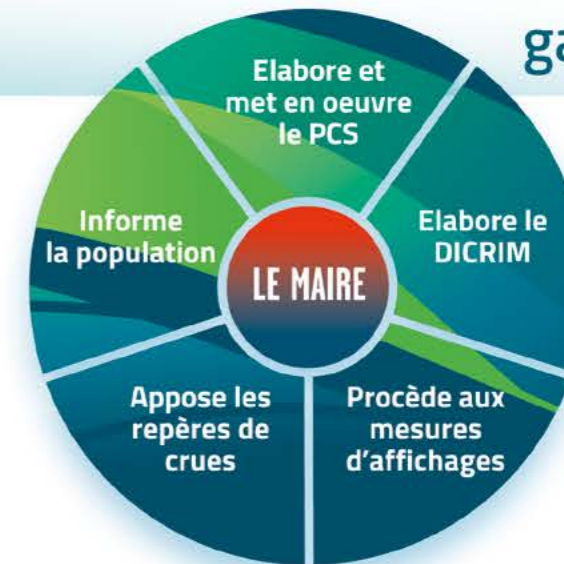 Elabore et
met en oeuvre
le PCS
Elabore le
DICRIM
Procède aux
mesures
d'affichages
Appose les
repères de
crues
Informe
la population
LE MAIRE